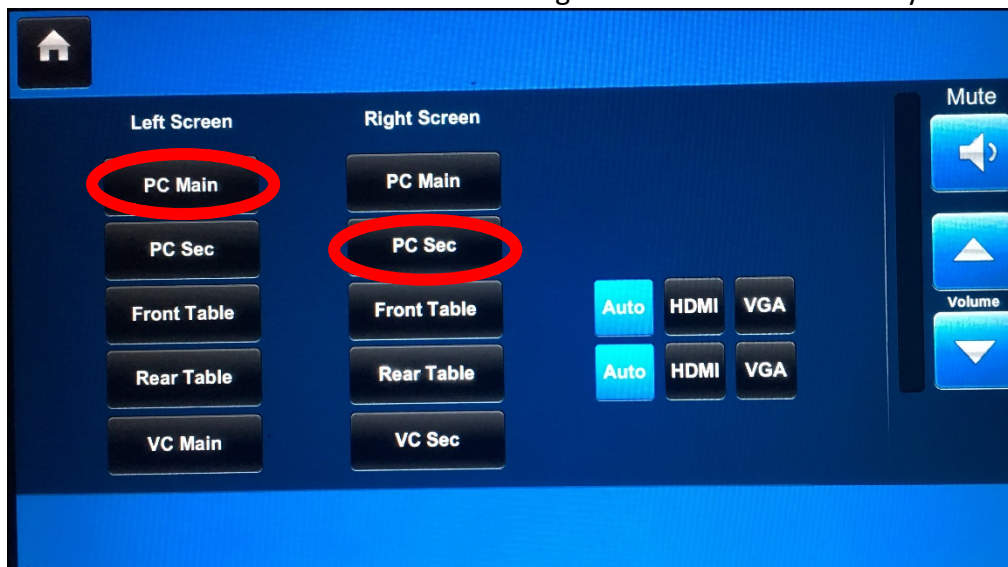 Mute
Left Screen
Right Screen
PC Main
PC Main
PC Sec
PC Sec
Front Table
Front Table
Auto
HDMI
VGA
Volume
Rear Table
Rear Table
Auto
HDMI
VGA
VC Main
VC Sec